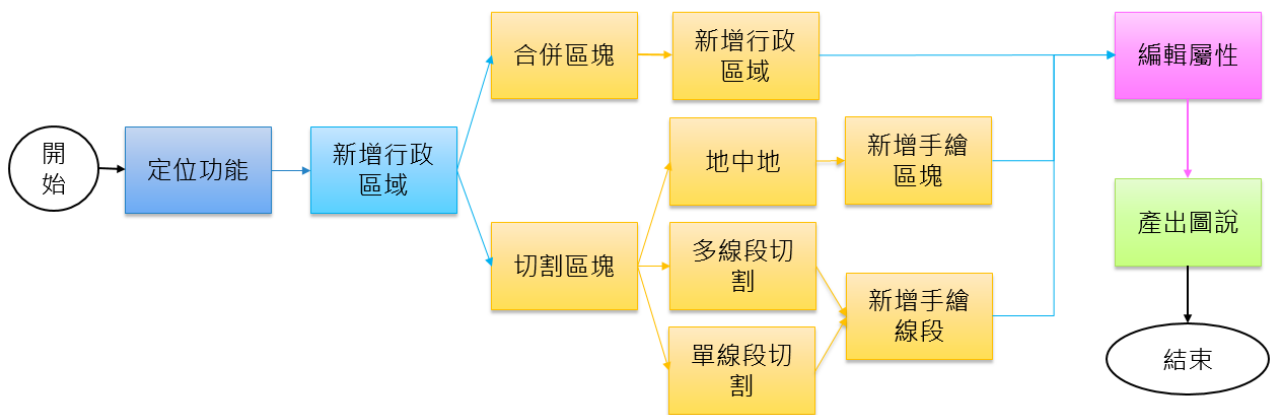 開
始
定位功能
新增行政
區域
合併區塊
新增行政
區域
切割區塊
地中地
新增手繪
區塊
多線段切
割
單線段切
割
新增手繪
線段
編輯屬性
產出圖說
結束